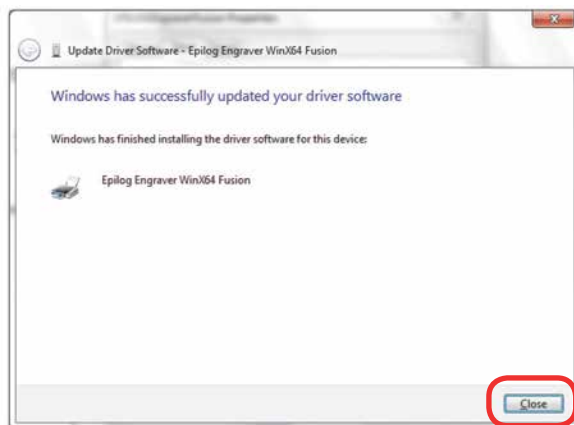 Update Driver Software - Epilog Engraver WinX64 Fusion
Windows has successfully updated your driver software
Windows has finished installing the driver software for this device:
Epilog Engraver WinX64 Fusion
Close